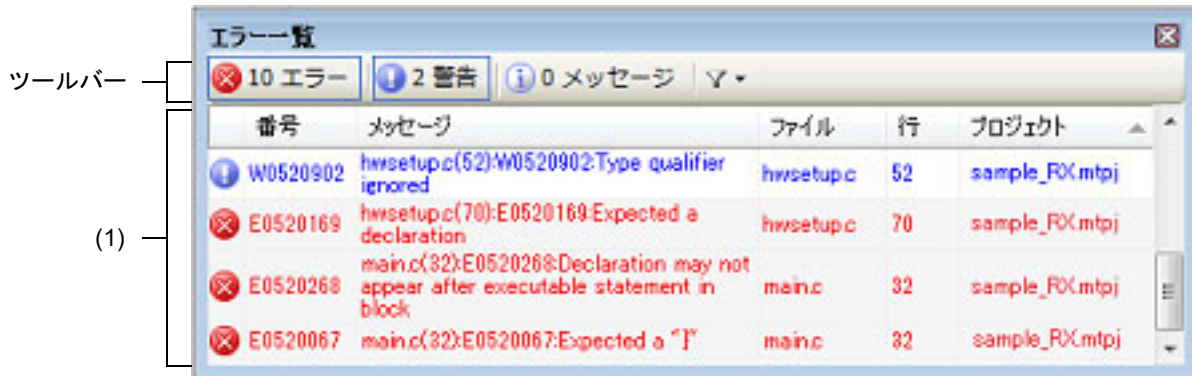 エラー一覧
ツールバー
10 エラー 2 警告 0 メッセージ
番号 メッセージ ファイル 行 プロジェクト
W0520902 hwsetup.c(52):W0520902:Type qualifier ignored hwsetup.c 52 sample_RX.mtpj
(1)
E0520169 hwsetup.c(70):E0520169:Expected a declaration hwsetup.c 70 sample_RX.mtpj
E0520268 main.c(32):E0520268:Declaration may not appear after executable statement in block main.c 32 sample_RX.mtpj
E0520067 main.c(32):E0520067:Expected a "]" main.c 32 sample_RX.mtpj